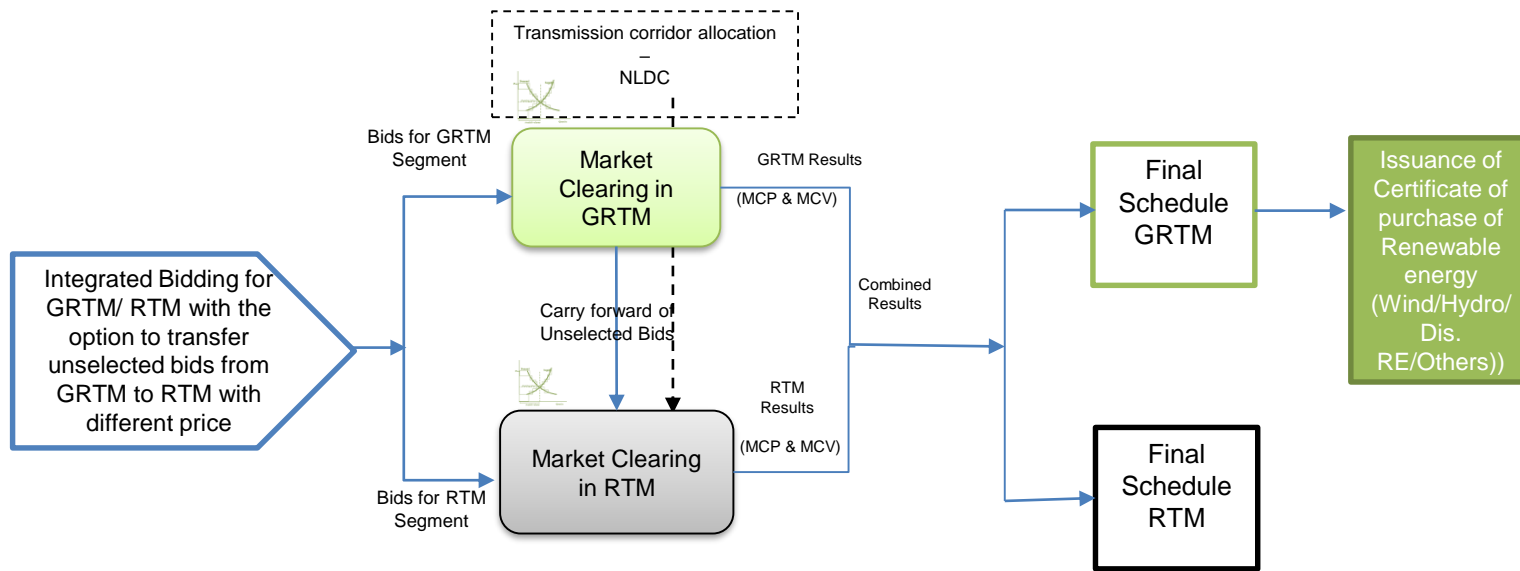 Transmission corridor allocation
–
NLDC
Bids for GRTM
Segment
Market
Clearing in
GRTM
GRTM Results
(MCP & MCV)
Integrated Bidding for
GRTM/ RTM with the
option to transfer
unselected bids from
GRTM to RTM with
different price
Carry forward of
Unselected Bids
Combined
Results
Bids for RTM
Segment
Market Clearing
in RTM
RTM
Results
(MCP & MCV)
Final
Schedule
GRTM
Issuance of
Certificate of
purchase of
Renewable
energy
(Wind/Hydro/
Dis.
RE/Others))
Final
Schedule
RTM